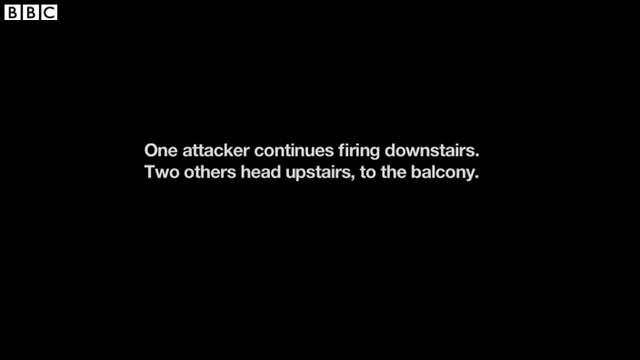 BBC
One attacker continues firing downstairs.
Two others head upstairs, to the balcony.